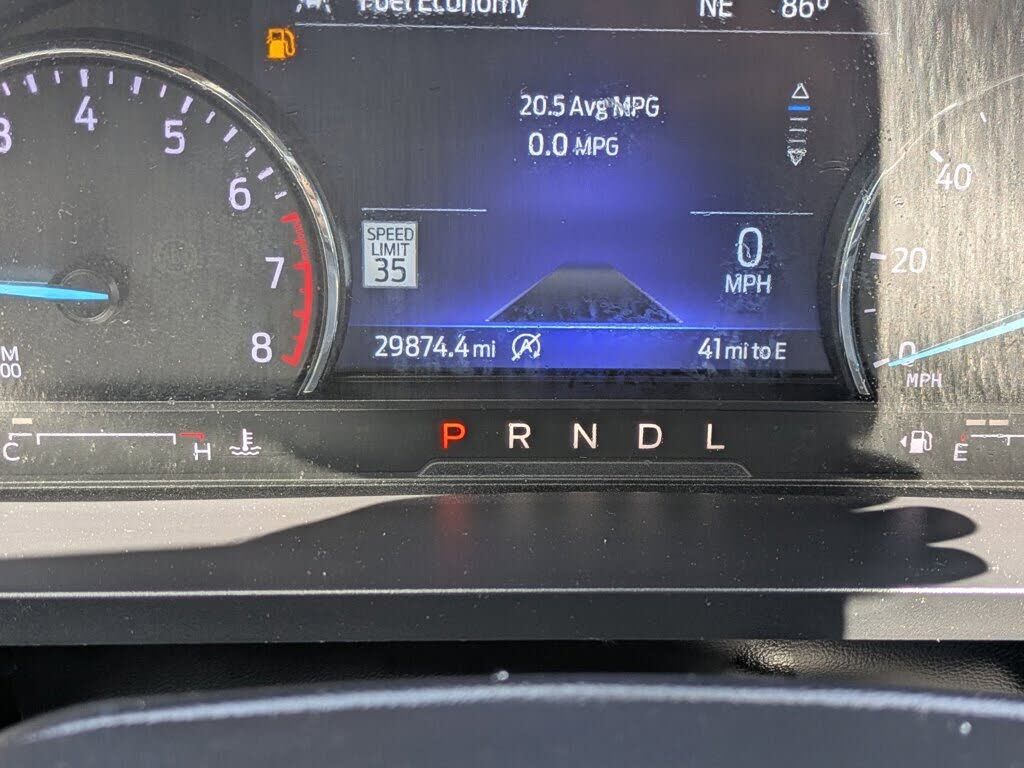 Fuel Economy NE 86°
20.5 Avg MPG
0.0 MPG
3 4 5 6 7 8
SPEED
LIMIT
35
0
MPH
40
20
0
MPH
29874.4 mi 41 mi to E
C H P R N D L E